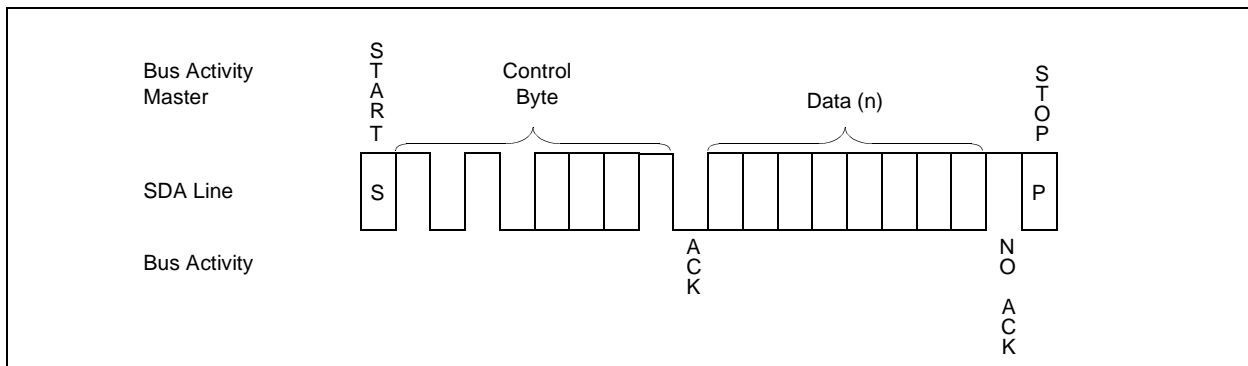 Bus Activity
Master
START
Control
Byte
Data (n)
STOP
SDA Line
S
P
Bus Activity
ACK
NO ACK